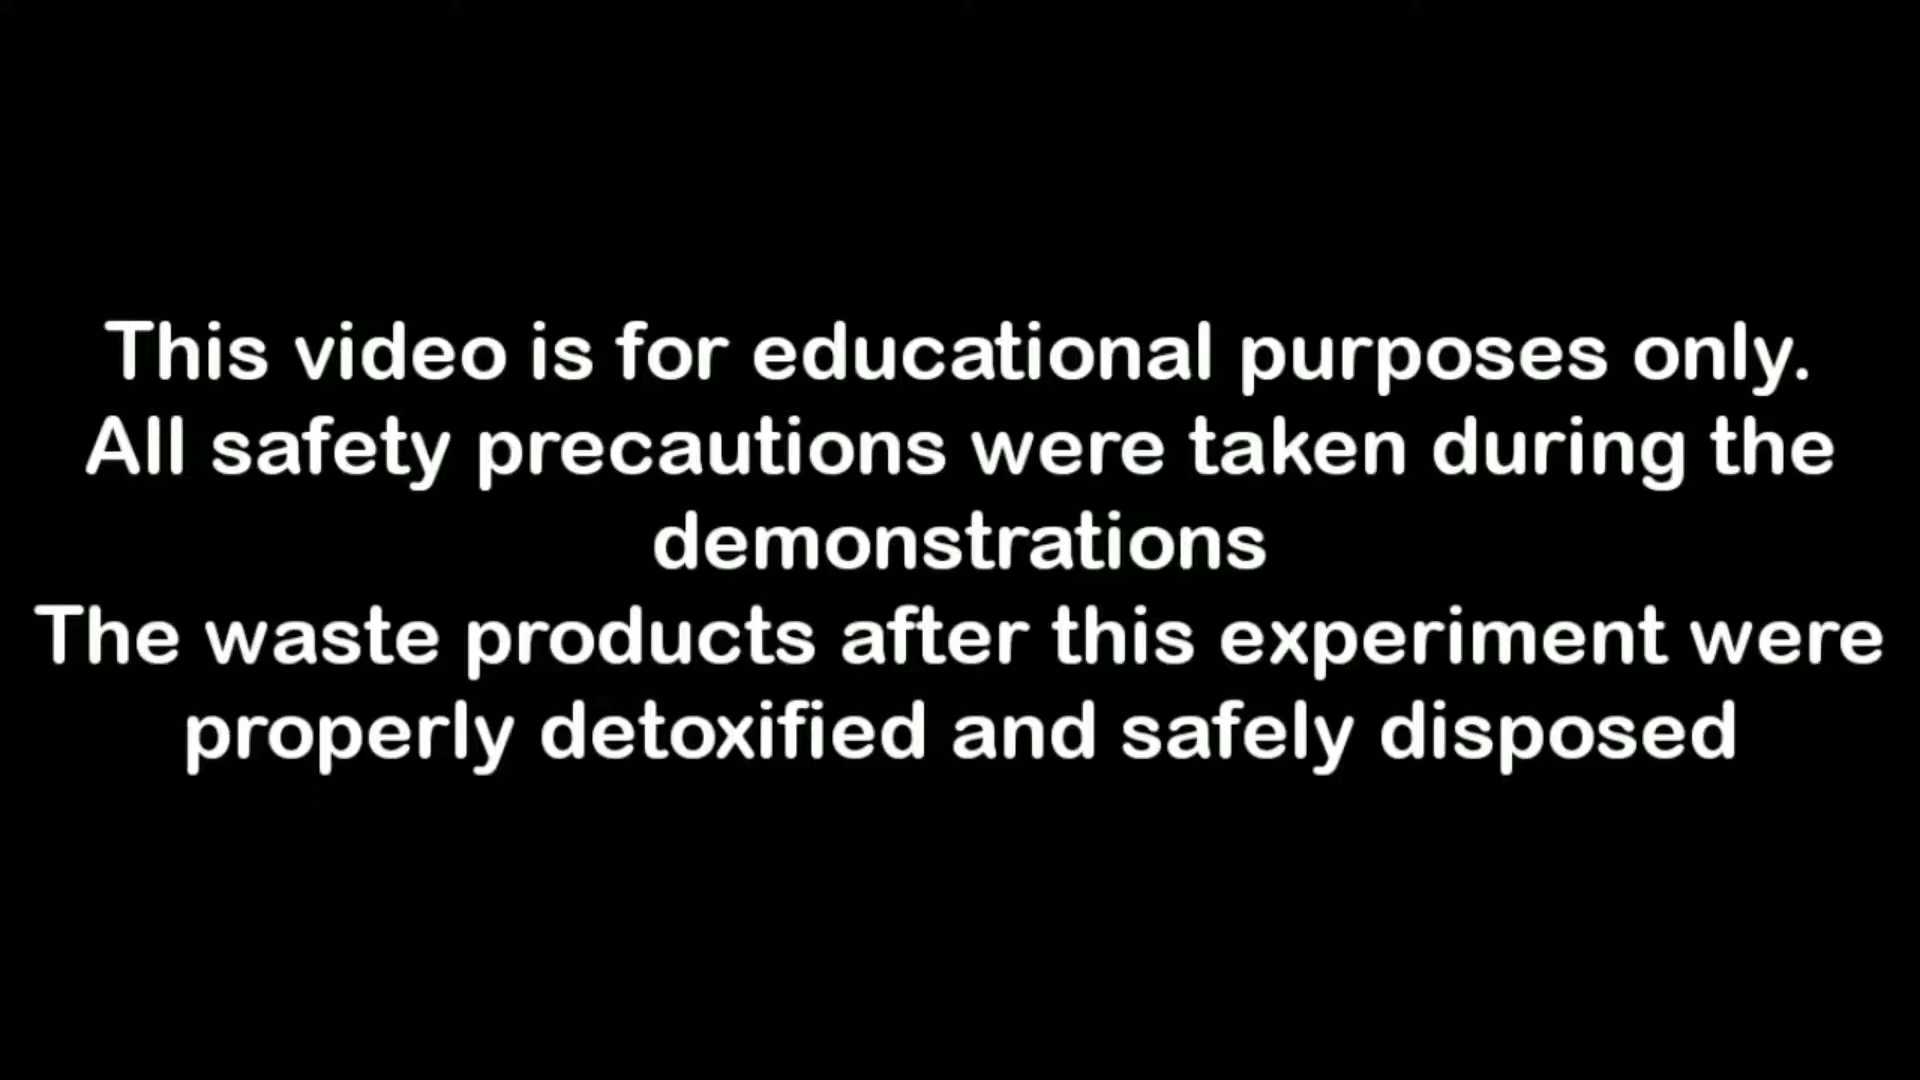 This video is for educational purposes only.
All safety precautions were taken during the
demonstrations
The waste products after this experiment were
properly detoxified and safely disposed